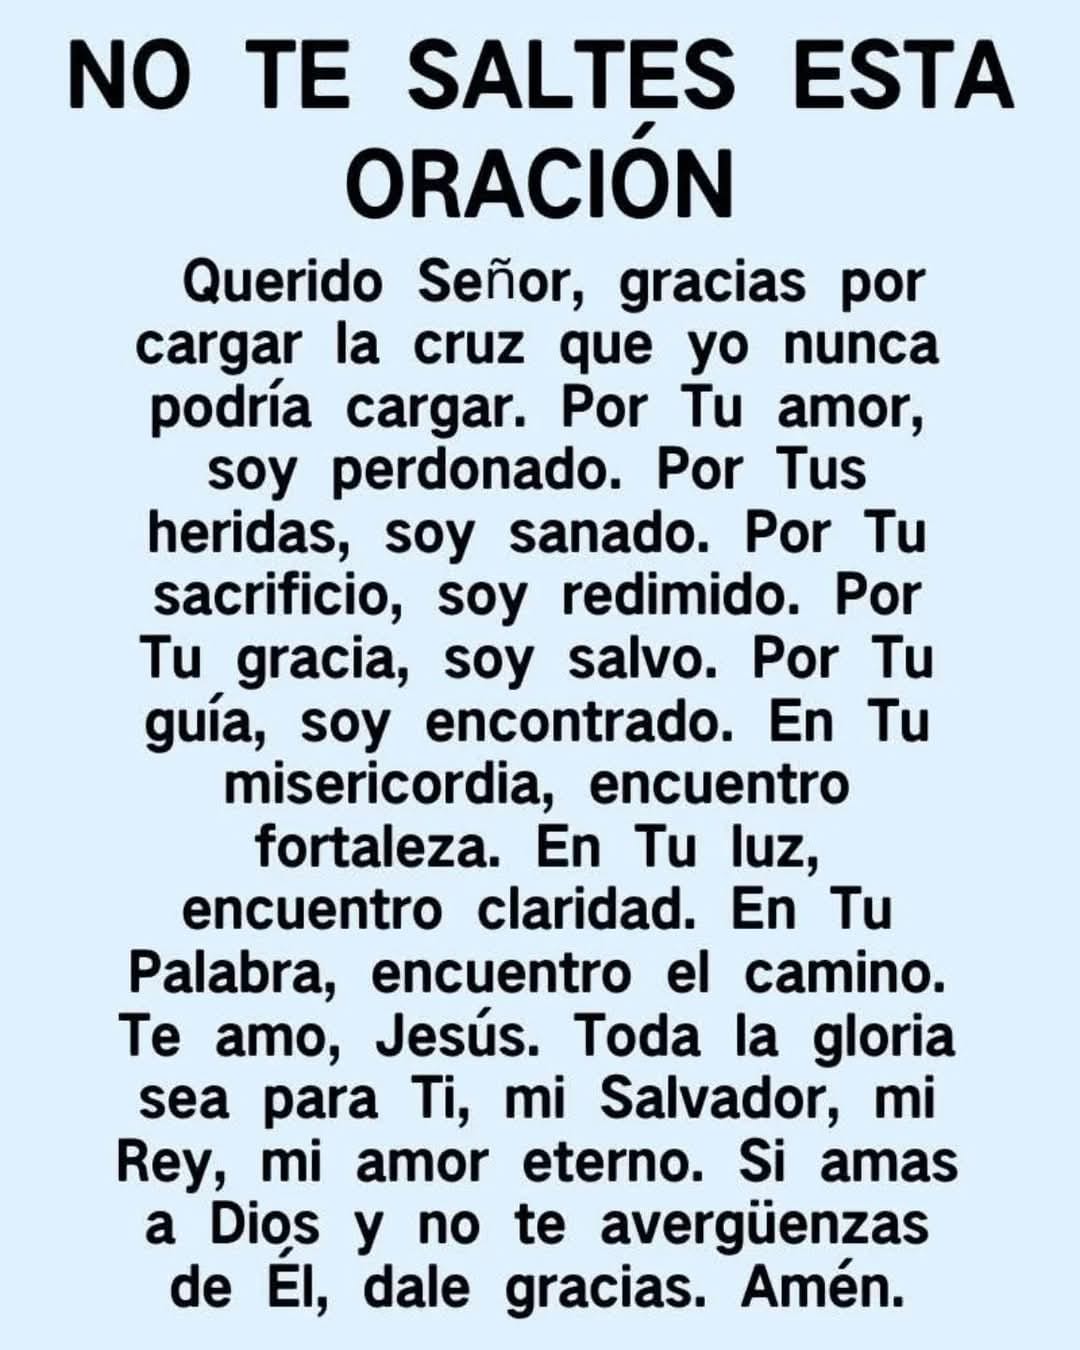 NO TE SALTES ESTA
ORACIÓN
Querido Señor, gracias por
cargar la cruz que yo nunca
podría cargar. Por Tu amor,
soy perdonado. Por Tus
heridas, soy sanado. Por Tu
sacrificio, soy redimido. Por
Tu gracia, soy salvo. Por Tu
guía, soy encontrado. En Tu
misericordia, encuentro
fortaleza. En Tu luz,
encuentro claridad. En Tu
Palabra, encuentro el camino.
Te amo, Jesús. Toda la gloria
sea para Ti, mi Salvador, mi
Rey, mi amor eterno. Si amas
a Dios y no te avergüenzas
de Él, dale gracias. Amén.